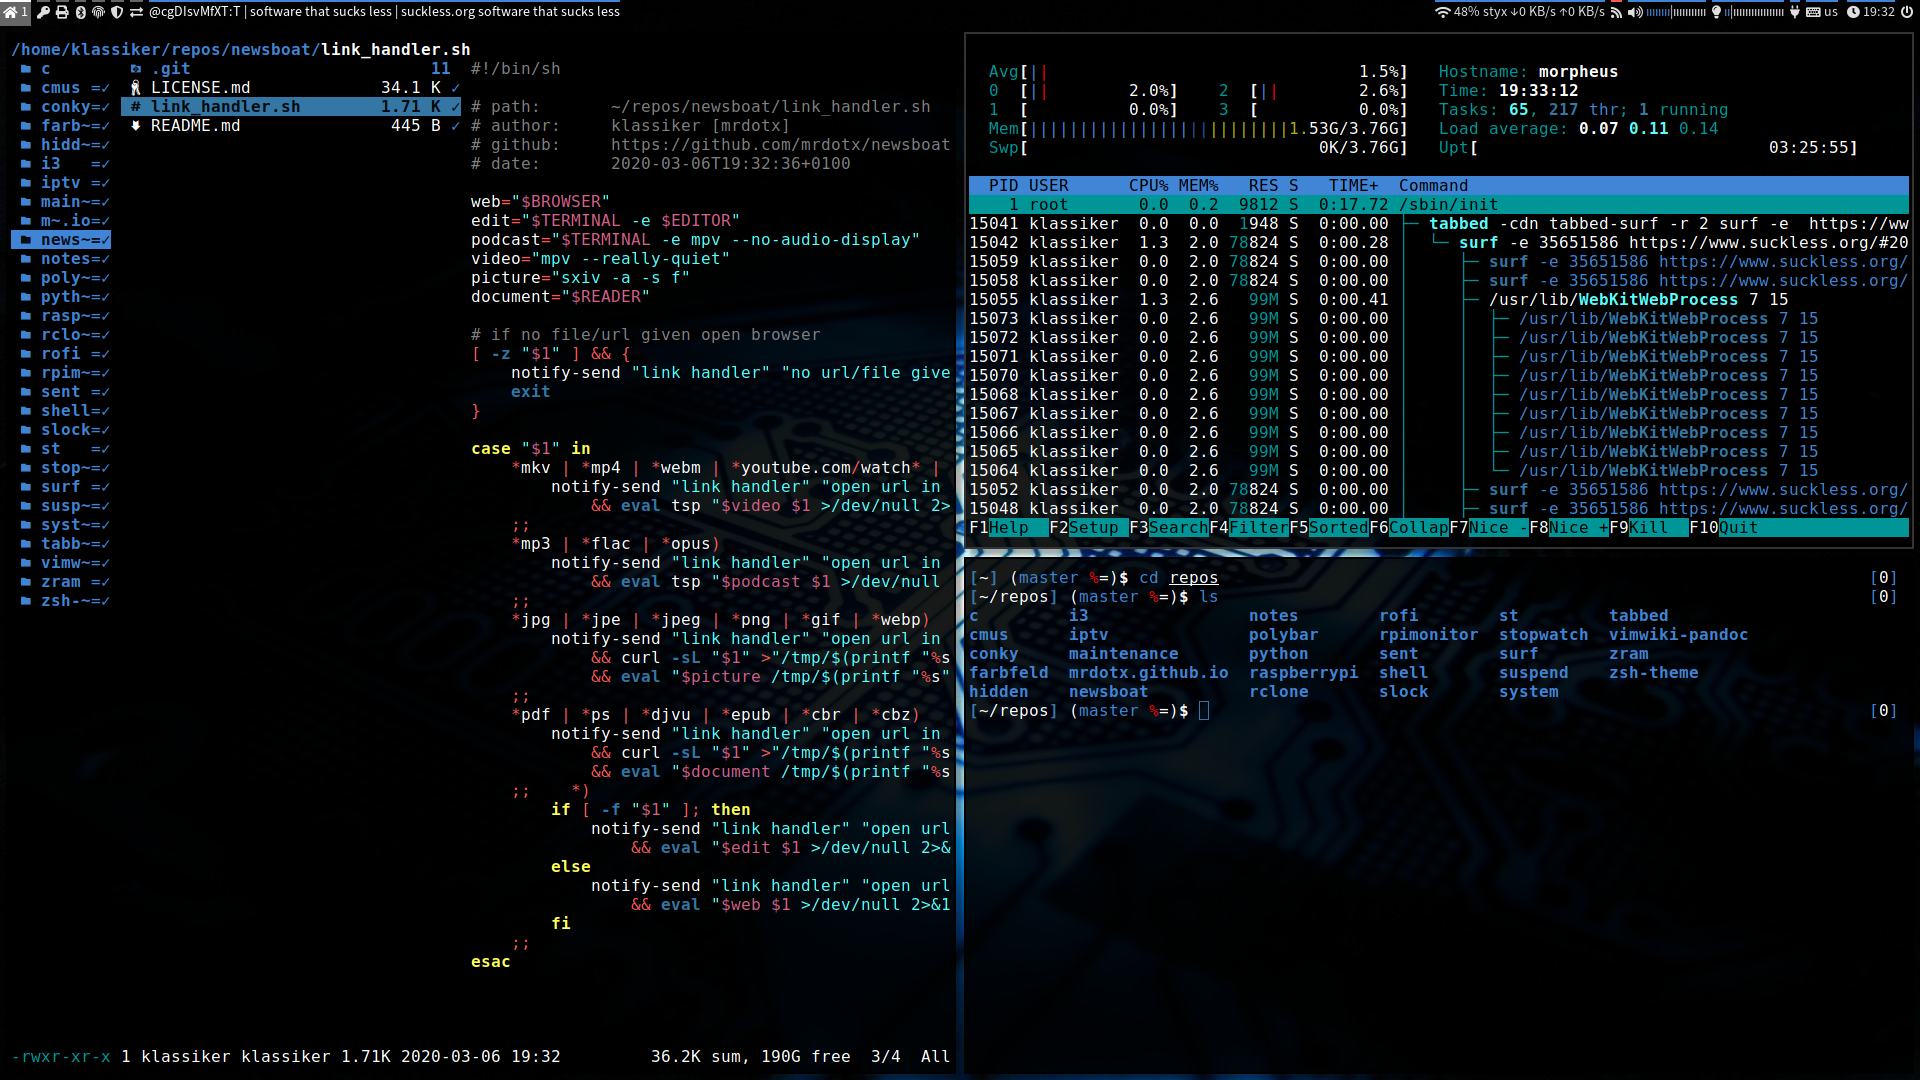 1 @cgDIsvMfXT:T | software that sucks less | suckless.org software that sucks less
48% styx ↓0 KB/s ↑0 KB/s us 19:32
/home/klassiker/repos/newsboat/link_handler.sh
c
cmus =✓
conky=✓
farb~=✓
hidd~=✓
i3 =✓
iptv =✓
main~=✓
m~.io=✓
news~=✓
notes=✓
poly~=✓
pyth~=✓
rasp~=✓
rclo~=✓
rofi =✓
rpim~=✓
sent =✓
shell=✓
slock=✓
st =✓
stop~=✓
surf =✓
susp~=✓
syst~=✓
tabb~=✓
vimw~=✓
zram =✓
zsh-~=✓
.git 11
LICENSE.md 34.1 K ✓
# link_handler.sh 1.71 K ✓
README.md 445 B ✓
#!/bin/sh
# path: ~/repos/newsboat/link_handler.sh
# author: klassiker [mrdotx]
# github: https://github.com/mrdotx/newsboat
# date: 2020-03-06T19:32:36+0100
web="$BROWSER"
edit="$TERMINAL -e $EDITOR"
podcast="$TERMINAL -e mpv --no-audio-display"
video="mpv --really-quiet"
picture="sxiv -a -s f"
document="$READER"
# if no file/url given open browser
[ -z "$1" ] && {
notify-send "link handler" "no url/file give
exit
}
case "$1" in
*mkv | *mp4 | *webm | *youtube.com/watch* |
notify-send "link handler" "open url in
&& eval tsp "$video $1 >/dev/null 2>
;;
*mp3 | *flac | *opus)
notify-send "link handler" "open url in
&& eval tsp "$podcast $1 >/dev/null
;;
*jpg | *jpe | *jpeg | *png | *gif | *webp)
notify-send "link handler" "open url in
&& curl -sL "$1" >"/tmp/$(printf "%s
&& eval "$picture /tmp/$(printf "%s"
;;
*pdf | *ps | *djvu | *epub | *cbr | *cbz)
notify-send "link handler" "open url in
&& curl -sL "$1" >"/tmp/$(printf "%s
&& eval "$document /tmp/$(printf "%s
;; *)
if [ -f "$1" ]; then
notify-send "link handler" "open url
&& eval "$edit $1 >/dev/null 2>&
else
notify-send "link handler" "open url
&& eval "$web $1 >/dev/null 2>&1
fi
;;
esac
-rwxr-xr-x 1 klassiker klassiker 1.71K 2020-03-06 19:32 36.2K sum, 190G free 3/4 All
Avg[|| 1.5%] Hostname: morpheus
0 [|| 2.0%] 2 [|| 2.6%] Time: 19:33:12
1 [ 0.0%] 3 [ 0.0%] Tasks: 65, 217 thr; 1 running
Mem[||||||||||||||||||||||||||1.53G/3.76G] Load average: 0.07 0.11 0.14
Swp[ 0K/3.76G] Upt[ 03:25:55]
PID USER CPU% MEM% RES S TIME+ Command
1 root 0.0 0.2 9812 S 0:17.72 /sbin/init
15041 klassiker 0.0 0.0 1948 S 0:00.00 ├─ tabbed -cdn tabbed-surf -r 2 surf -e https://ww
15042 klassiker 1.3 2.0 78824 S 0:00.28 │ └─ surf -e 35651586 https://www.suckless.org/#20
15059 klassiker 0.0 2.0 78824 S 0:00.00 │ ├─ surf -e 35651586 https://www.suckless.org/
15058 klassiker 0.0 2.0 78824 S 0:00.00 │ ├─ surf -e 35651586 https://www.suckless.org/
15055 klassiker 1.3 2.6 99M S 0:00.41 │ ├─ /usr/lib/WebKitWebProcess 7 15
15073 klassiker 0.0 2.6 99M S 0:00.00 │ │ ├─ /usr/lib/WebKitWebProcess 7 15
15072 klassiker 0.0 2.6 99M S 0:00.00 │ │ ├─ /usr/lib/WebKitWebProcess 7 15
15071 klassiker 0.0 2.6 99M S 0:00.00 │ │ ├─ /usr/lib/WebKitWebProcess 7 15
15070 klassiker 0.0 2.6 99M S 0:00.00 │ │ ├─ /usr/lib/WebKitWebProcess 7 15
15068 klassiker 0.0 2.6 99M S 0:00.00 │ │ ├─ /usr/lib/WebKitWebProcess 7 15
15067 klassiker 0.0 2.6 99M S 0:00.00 │ │ ├─ /usr/lib/WebKitWebProcess 7 15
15066 klassiker 0.0 2.6 99M S 0:00.00 │ │ ├─ /usr/lib/WebKitWebProcess 7 15
15065 klassiker 0.0 2.6 99M S 0:00.00 │ │ ├─ /usr/lib/WebKitWebProcess 7 15
15064 klassiker 0.0 2.6 99M S 0:00.00 │ │ └─ /usr/lib/WebKitWebProcess 7 15
15052 klassiker 0.0 2.0 78824 S 0:00.00 │ ├─ surf -e 35651586 https://www.suckless.org/
15048 klassiker 0.0 2.0 78824 S 0:00.00 │ ├─ surf -e 35651586 https://www.suckless.org/
F1Help F2Setup F3SearchF4FilterF5SortedF6CollapF7Nice -F8Nice +F9Kill F10Quit
[~] (master %=)$ cd repos [0]
[~/repos] (master %=)$ ls [0]
c i3 notes rofi st tabbed
cmus iptv polybar rpimonitor stopwatch vimwiki-pandoc
conky maintenance python sent surf zram
farbfeld mrdotx.github.io raspberrypi shell suspend zsh-theme
hidden newsboat rclone slock system
[~/repos] (master %=)$ [0]